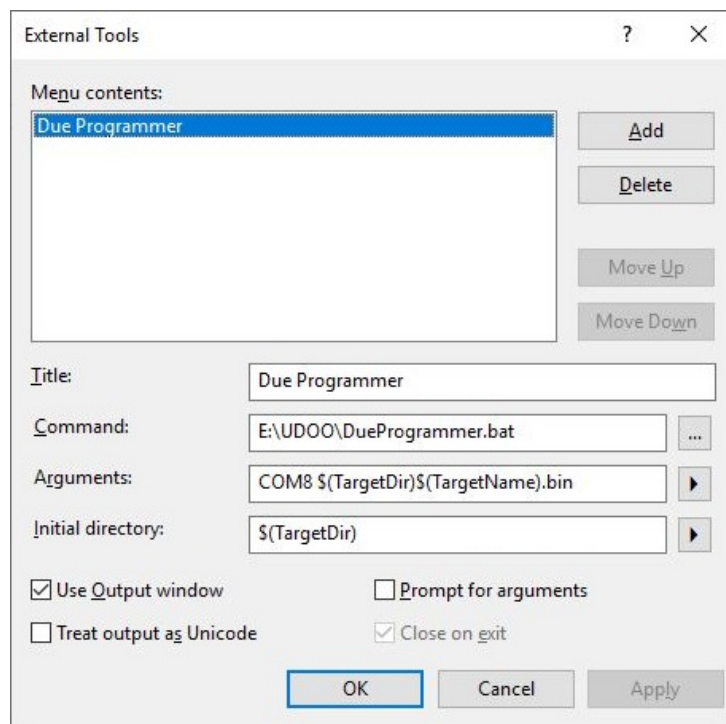 External Tools ? ×
Menu contents:
Due Programmer
Add
Delete
Move Up
Move Down
Title: Due Programmer
Command: E:\UDOO\DueProgrammer.bat ...
Arguments: COM8 $(TargetDir)$(TargetName).bin
Initial directory: $(TargetDir)
Use Output window Prompt for arguments
Treat output as Unicode Close on exit
OK Cancel Apply